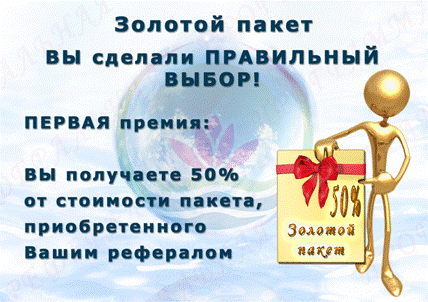 Золотой пакет
ВЫ сделали ПРАВИЛЬНЫЙ
ВЫБОР!
ПЕРВАЯ премия:
ВЫ получаете 50%
от стоимости пакета,
приобретенного
Вашим рефералом
50%
Золотой
пакет